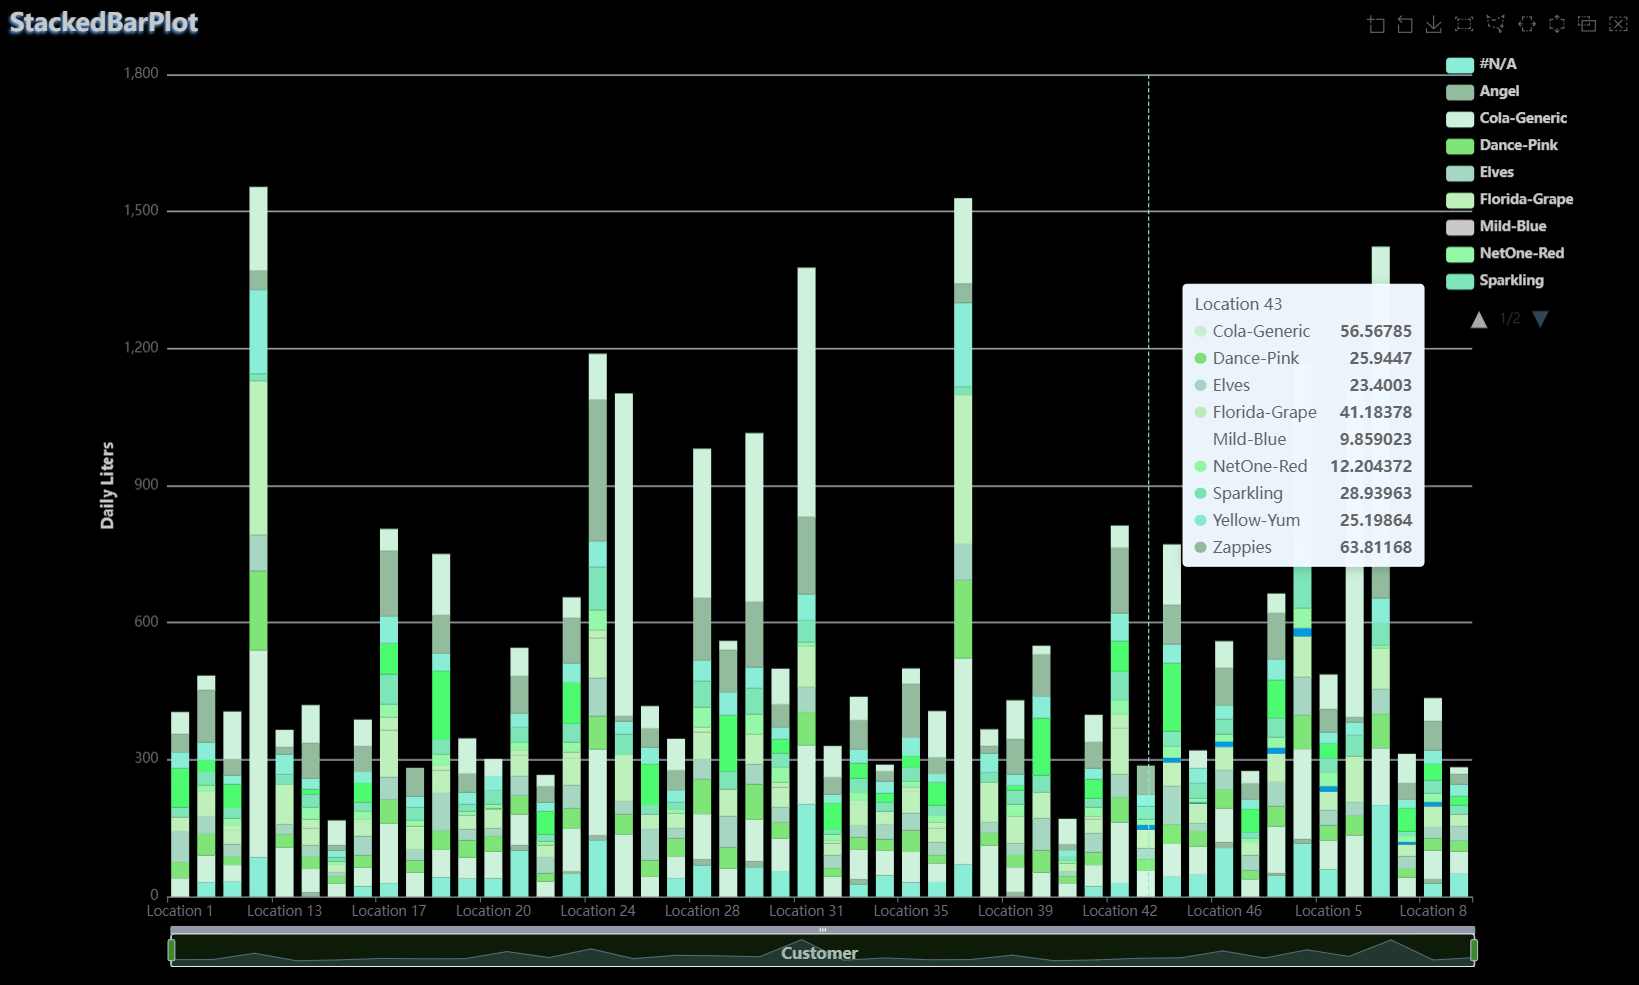 StackedBarPlot
#N/A
Angel
Cola-Generic
Dance-Pink
Elves
Florida-Grape
Mild-Blue
NetOne-Red
Sparkling
1/2
1,800
1,500
1,200
900
600
300
0
Daily Liters
Location 43
Cola-Generic 56.56785
Dance-Pink 25.9447
Elves 23.4003
Florida-Grape 41.18378
Mild-Blue 9.859023
NetOne-Red 12.204372
Sparkling 28.93963
Yellow-Yum 25.19864
Zappies 63.81168
Location 1 Location 13 Location 17 Location 20 Location 24 Location 28 Location 31 Location 35 Location 39 Location 42 Location 46 Location 5 Location 8
Customer